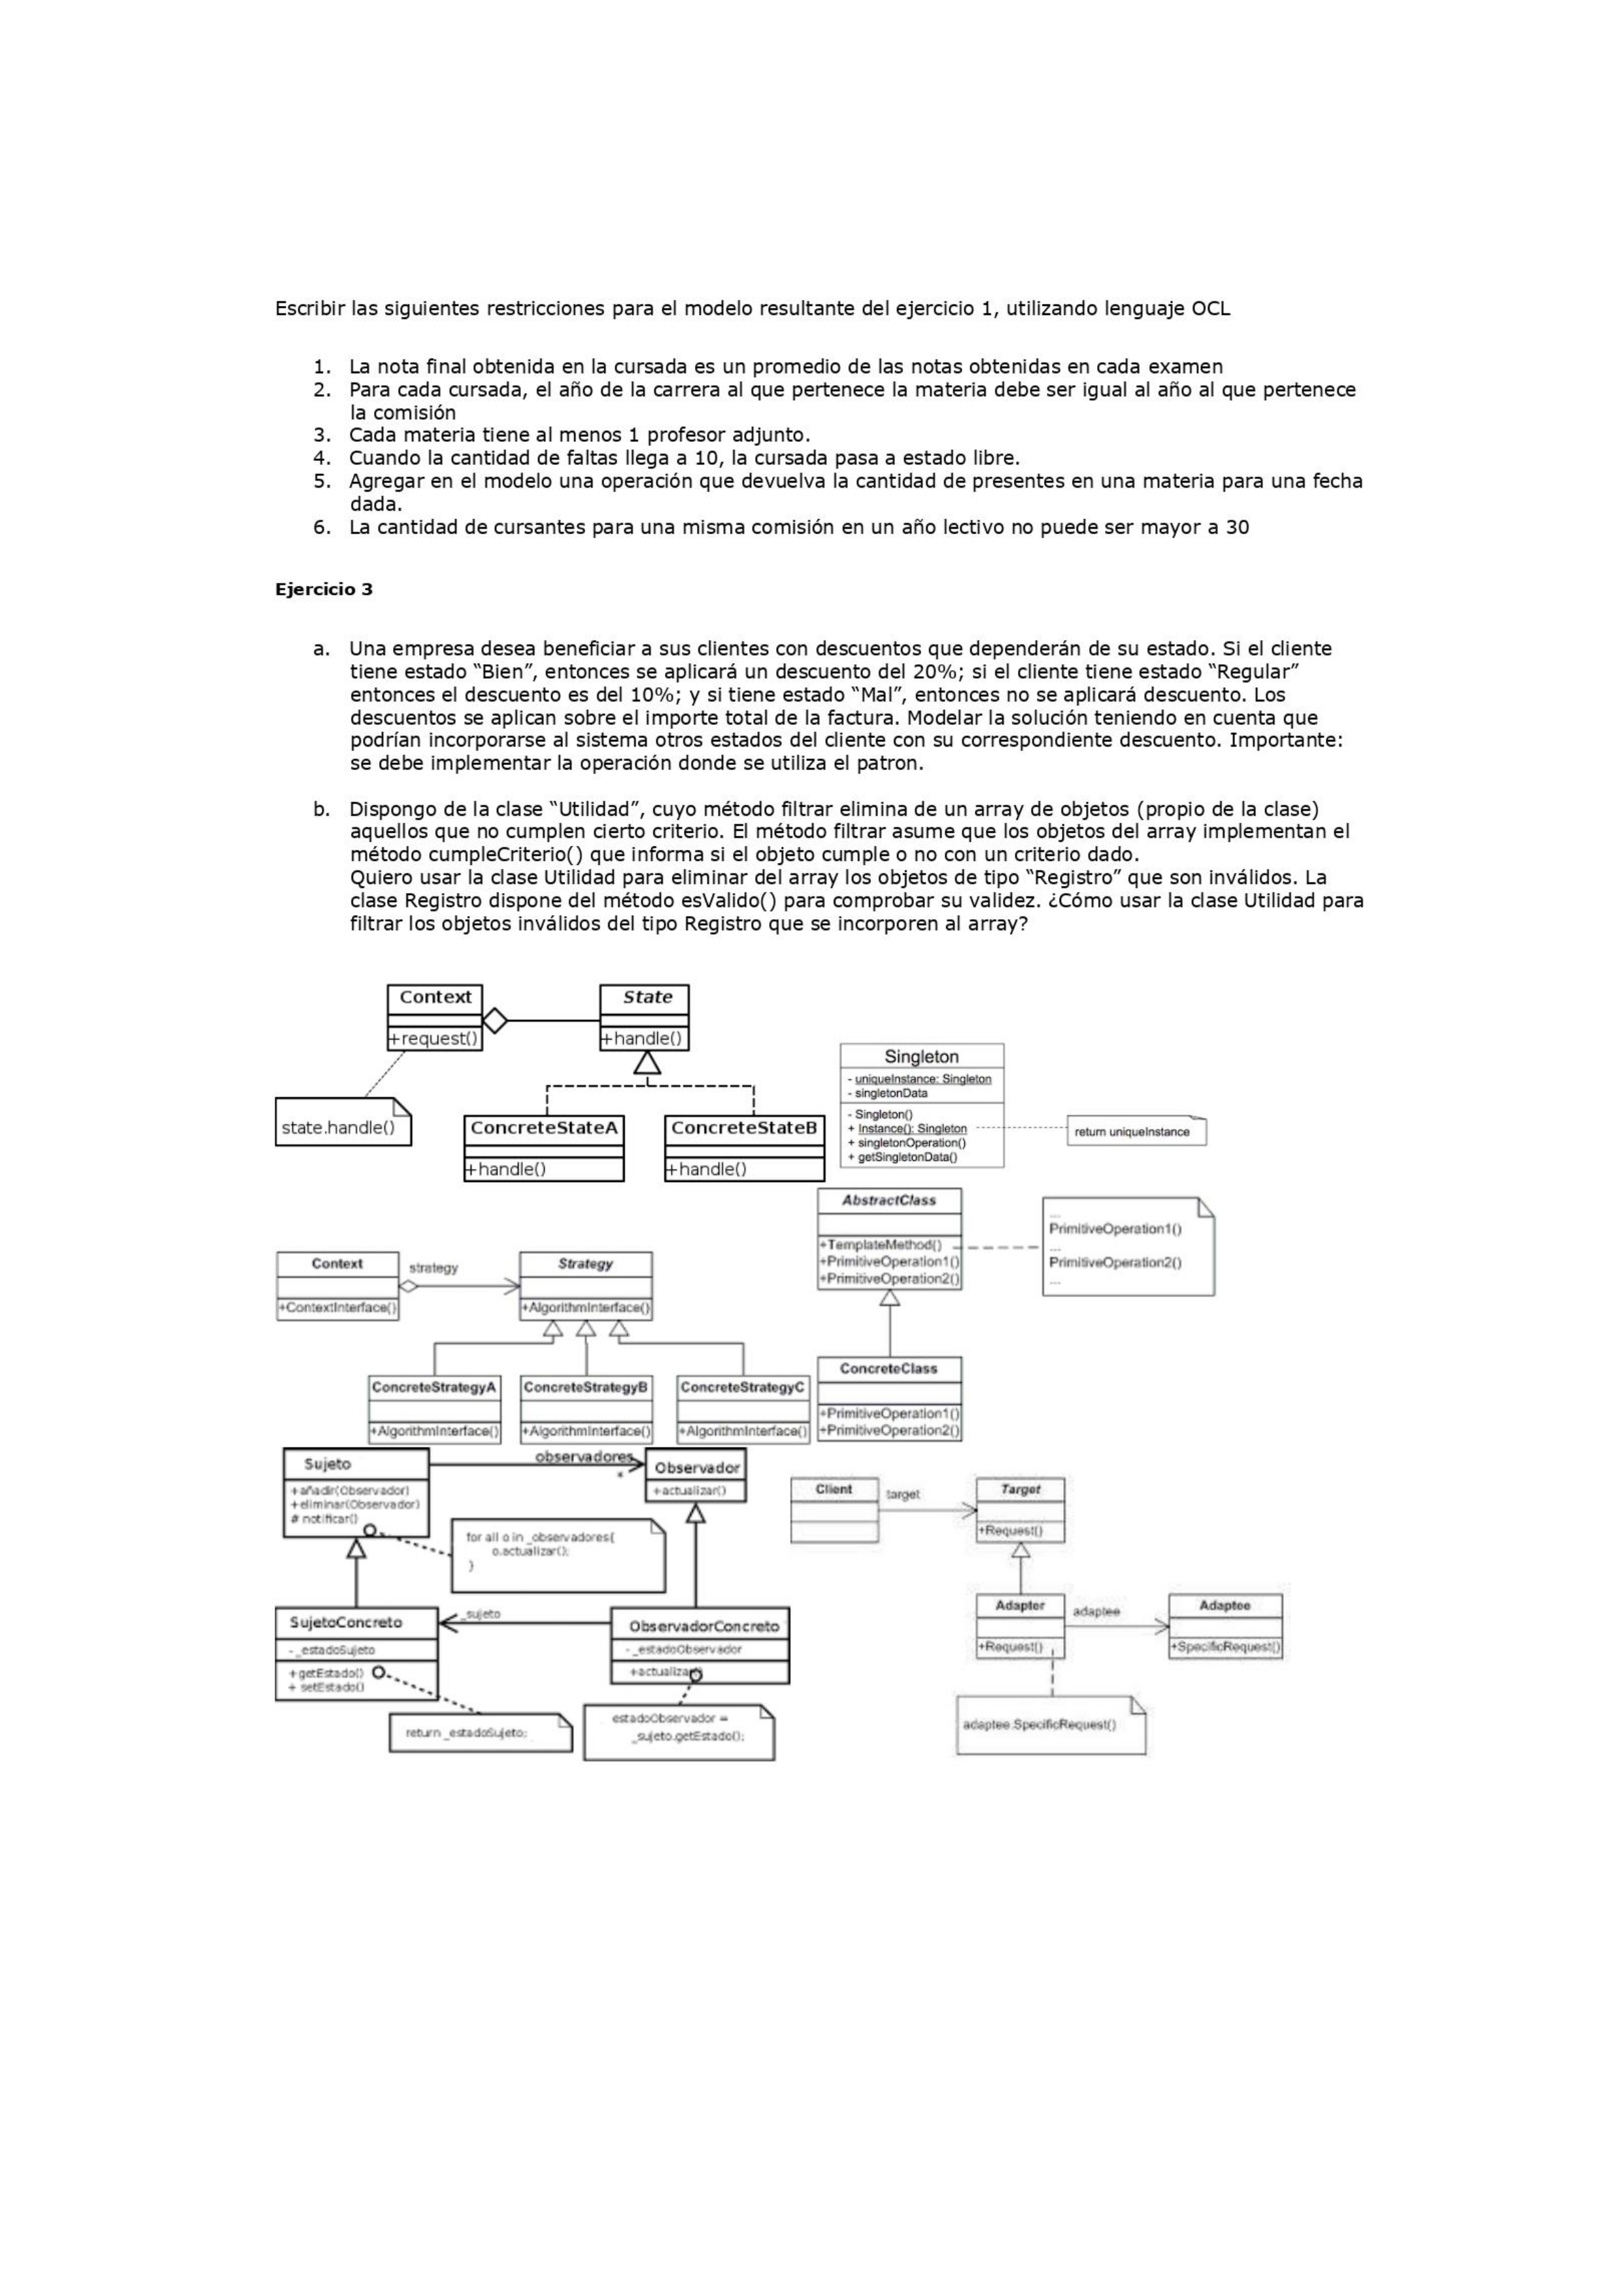 Escribir las siguientes restricciones para el modelo resultante del ejercicio 1, utilizando lenguaje OCL
1. La nota final obtenida en la cursada es un promedio de las notas obtenidas en cada examen
2. Para cada cursada, el año de la carrera al que pertenece la materia debe ser igual al año al que pertenece
la comisión
3. Cada materia tiene al menos 1 profesor adjunto.
4. Cuando la cantidad de faltas llega a 10, la cursada pasa a estado libre.
5. Agregar en el modelo una operación que devuelva la cantidad de presentes en una materia para una fecha
dada.
6. La cantidad de cursantes para una misma comisión en un año lectivo no puede ser mayor a 30
Ejercicio 3
a. Una empresa desea beneficiar a sus clientes con descuentos que dependerán de su estado. Si el cliente
tiene estado “Bien”, entonces se aplicará un descuento del 20%; si el cliente tiene estado “Regular”
entonces el descuento es del 10%; y si tiene estado “Mal”, entonces no se aplicará descuento. Los
descuentos se aplican sobre el importe total de la factura. Modelar la solución teniendo en cuenta que
podrían incorporarse al sistema otros estados del cliente con su correspondiente descuento. Importante:
se debe implementar la operación donde se utiliza el patron.
b. Dispongo de la clase “Utilidad”, cuyo método filtrar elimina de un array de objetos (propio de la clase)
aquellos que no cumplen cierto criterio. El método filtrar asume que los objetos del array implementan el
método cumpleCriterio() que informa si el objeto cumple o no con un criterio dado.
Quiero usar la clase Utilidad para eliminar del array los objetos de tipo “Registro” que son inválidos. La
clase Registro dispone del método esValido() para comprobar su validez. ¿Cómo usar la clase Utilidad para
filtrar los objetos inválidos del tipo Registro que se incorporen al array?
Context
+request()
State
+handle()
state.handle()
ConcreteStateA
+handle()
ConcreteStateB
+handle()
Singleton
- uniqueInstance: Singleton
- singletonData
- Singleton()
+ Instance(): Singleton
+ singletonOperation()
+ getSingletonData()
return uniqueInstance
Context
+ContextInterface()
strategy
Strategy
+AlgorithmInterface()
ConcreteStrategyA
+AlgorithmInterface()
ConcreteStrategyB
+AlgorithmInterface()
ConcreteStrategyC
+AlgorithmInterface()
AbstractClass
+TemplateMethod()
+PrimitiveOperation1()
+PrimitiveOperation2()
...
PrimitiveOperation1()
...
PrimitiveOperation2()
...
ConcreteClass
+PrimitiveOperation1()
+PrimitiveOperation2()
Sujeto
+añadir(Observador)
+eliminar(Observador)
# notificar()
observadores
*
Observador
+actualizar()
for all o in _observadores{
o.actualizar();
}
SujetoConcreto
-_estadoSujeto
+getEstado()
+ setEstado()
_sujeto
ObservadorConcreto
-_estadoObservador
+actualizar()
return _estadoSujeto;
estadoObservador =
_sujeto.getEstado();
Client
target
Target
+Request()
Adapter
+Request()
adaptee
Adaptee
+SpecificRequest()
adaptee.SpecificRequest()